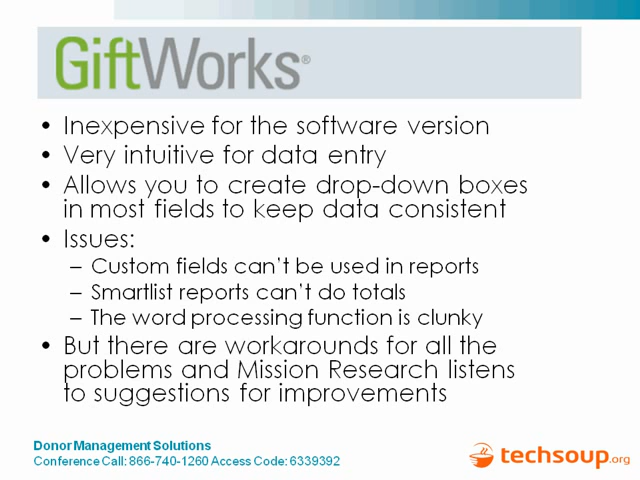 GiftWorks®
• Inexpensive for the software version
• Very intuitive for data entry
• Allows you to create drop-down boxes
in most fields to keep data consistent
• Issues:
– Custom fields can't be used in reports
– Smartlist reports can't do totals
– The word processing function is clunky
• But there are workarounds for all the
problems and Mission Research listens
to suggestions for improvements
Donor Management Solutions
Conference Call: 866-740-1260 Access Code: 6339392
techsoup.org